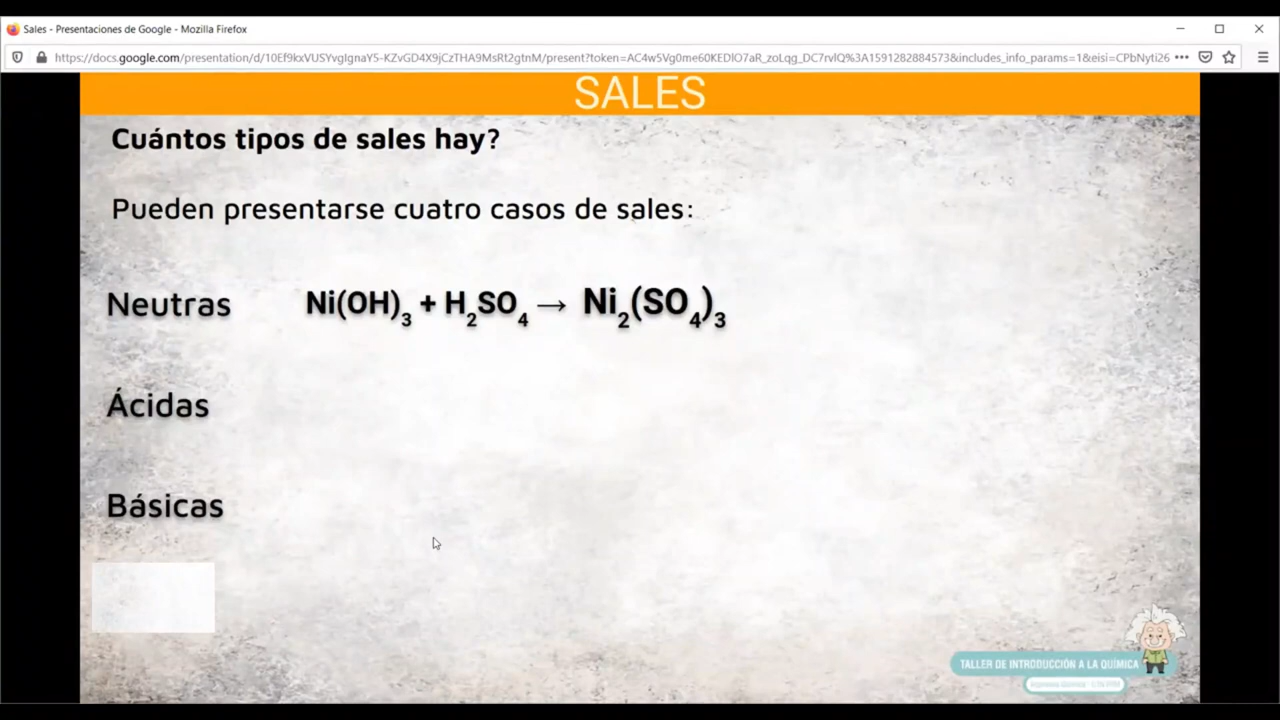 Sales - Presentaciones de Google - Mozilla Firefox
https://docs.google.com/presentation/d/10Ef9kxVUSYvgIgnaY5-KZvGD4X9jCzTHA9MsRt2gtnM/present?token=AC4w5Vg0me60KEDlO7aR_zoLqg_DC7rvlQ%3A1591282884573&includes_info_params=1&eisi=CPbNyti26
SALES
Cuántos tipos de sales hay?
Pueden presentarse cuatro casos de sales:
Neutras Ni(OH)₃ + H₂SO₄ → Ni₂(SO₄)₃
Ácidas
Básicas
TALLER DE INTRODUCCIÓN A LA QUÍMICA